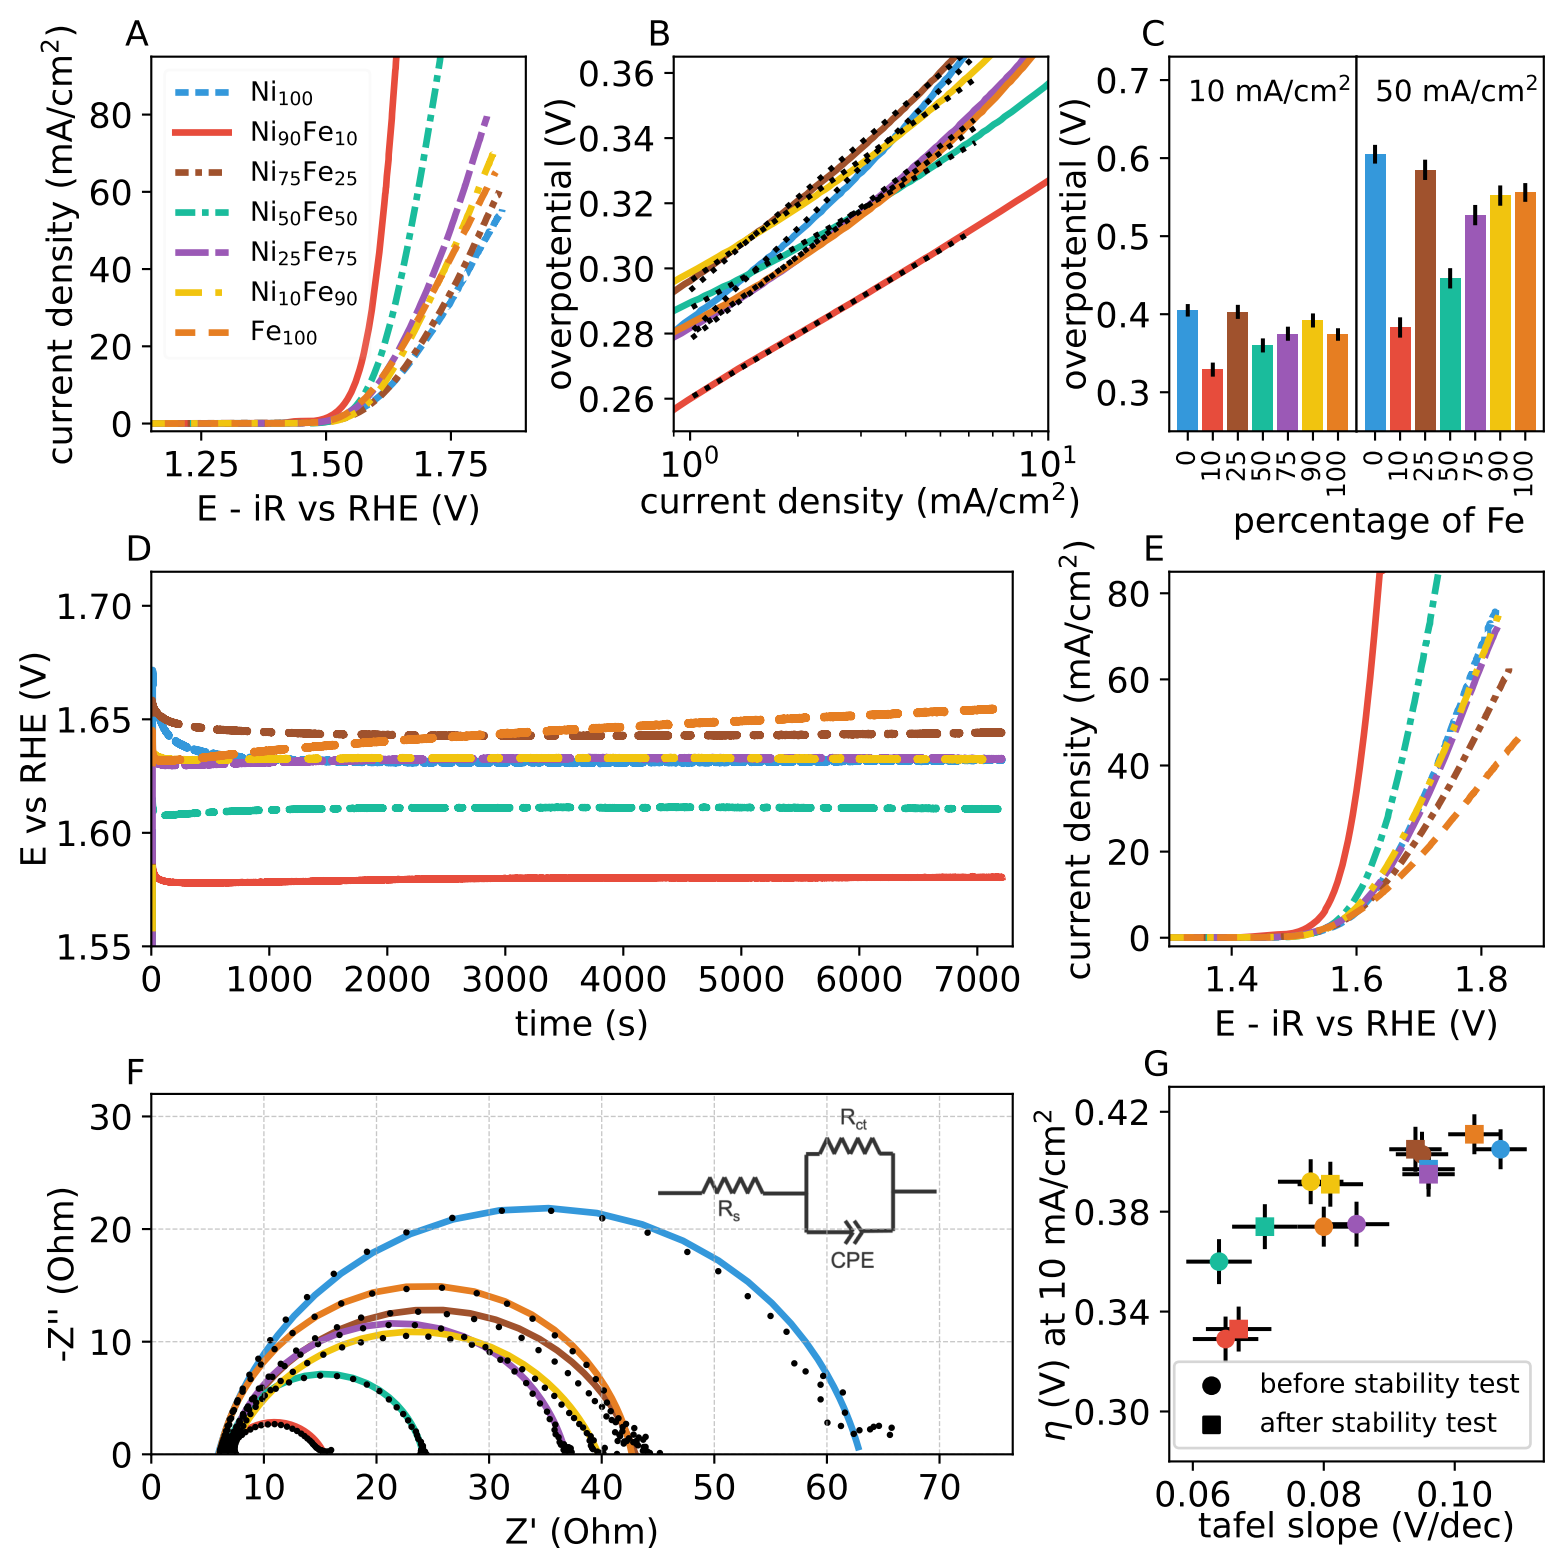 A
current density (mA/cm²)
80
60
40
20
0
Ni₁₀₀
Ni₉₀Fe₁₀
Ni₇₅Fe₂₅
Ni₅₀Fe₅₀
Ni₂₅Fe₇₅
Ni₁₀Fe₉₀
Fe₁₀₀
1.25 1.50 1.75
E - iR vs RHE (V)
B
overpotential (V)
0.36
0.34
0.32
0.30
0.28
0.26
10⁰ 10¹
current density (mA/cm²)
C
overpotential (V)
0.7
0.6
0.5
0.4
0.3
10 mA/cm² 50 mA/cm²
0 10 25 50 75 90 100 0 10 25 50 75 90 100
percentage of Fe
D
E vs RHE (V)
1.70
1.65
1.60
1.55
0 1000 2000 3000 4000 5000 6000 7000
time (s)
E
current density (mA/cm²)
80
60
40
20
0
1.4 1.6 1.8
E - iR vs RHE (V)
F
-Z'' (Ohm)
30
20
10
0
R_ct
R_s
CPE
0 10 20 30 40 50 60 70
Z' (Ohm)
G
η (V) at 10 mA/cm²
0.42
0.38
0.34
0.30
before stability test
after stability test
0.06 0.08 0.10
tafel slope (V/dec)